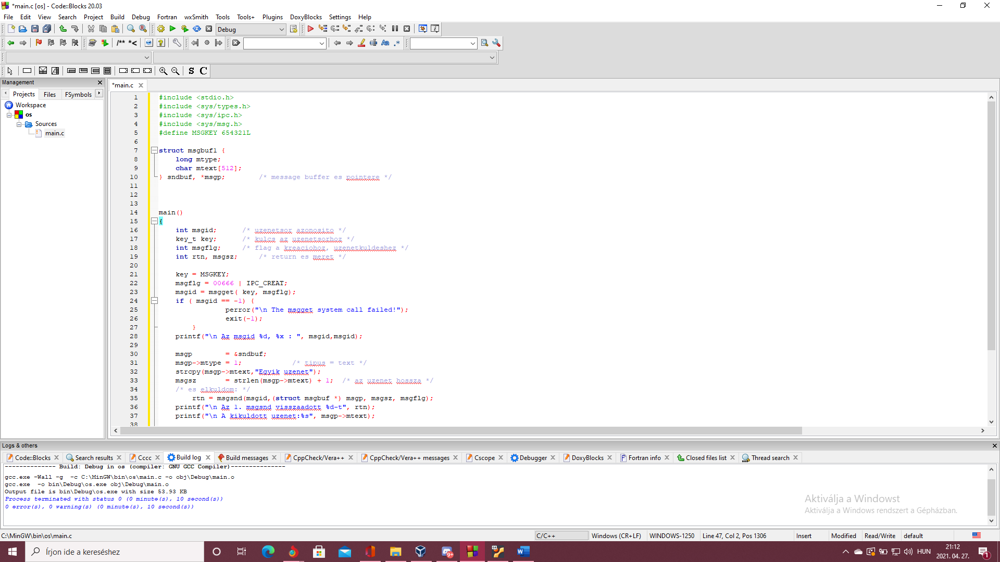 *main.c [os] - Code::Blocks 20.03
File Edit View Search Project Build Debug Fortran wxSmith Tools Tools+ Plugins DoxyBlocks Settings Help
Debug
/** *<
Aa .*
S C
Management
*main.c
Projects Files FSymbols
Workspace
os
Sources
main.c
1 #include <stdio.h>
2 #include <sys/types.h>
3 #include <sys/ipc.h>
4 #include <sys/msg.h>
5 #define MSGKEY 654321L
6
7 struct msgbuf1 {
8 long mtype;
9 char mtext[512];
10 } sndbuf, *msgp; /* message buffer es pointere */
11
12
13
14 main()
15 {
16 int msgid; /* uzenetsor azonosito */
17 key_t key; /* kulcs az uzenetsorhoz */
18 int msgflg; /* flag a kreaciohoz, uzenetkuldeshez */
19 int rtn, msgsz; /* return es meret */
20
21 key = MSGKEY;
22 msgflg = 00666 | IPC_CREAT;
23 msgid = msgget( key, msgflg);
24 if ( msgid == -1) {
25 perror("\n The msgget system call failed!");
26 exit(-1);
27 }
28 printf("\n Az msgid %d, %x : ", msgid,msgid);
29
30 msgp = &sndbuf;
31 msgp->mtype = 1; /* tipus = text */
32 strcpy(msgp->mtext,"Egyik uzenet");
33 msgsz = strlen(msgp->mtext) + 1; /* az uzenet hossza */
34 /* es elkuldom: */
35 rtn = msgsnd(msgid,(struct msgbuf *) msgp, msgsz, msgflg);
36 printf("\n Az 1. msgsnd visszaadott %d-t", rtn);
37 printf("\n A kikuldott uzenet:%s", msgp->mtext);
38
Logs & others
Code::Blocks Search results Cccc Build log Build messages CppCheck/Vera++ CppCheck/Vera++ messages Cscope Debugger DoxyBlocks Fortran info Closed files list Thread search
-------------- Build: Debug in os (compiler: GNU GCC Compiler)---------------
gcc.exe -Wall -g -c C:\MinGW\bin\os\main.c -o obj\Debug\main.o
gcc.exe -o bin\Debug\os.exe obj\Debug\main.o
Output file is bin\Debug\os.exe with size 53.93 KB
Process terminated with status 0 (0 minute(s), 10 second(s))
0 error(s), 0 warning(s) (0 minute(s), 10 second(s))
Aktiválja a Windowst
Aktiválja a Windows rendszert a Gépházban.
C:\MinGW\bin\os\main.c C/C++ Windows (CR+LF) WINDOWS-1250 Line 47, Col 2, Pos 1306 Insert Modified Read/Write default
Írjon ide a kereséshez
9+
HUN
21:12
2021. 04. 27.
1